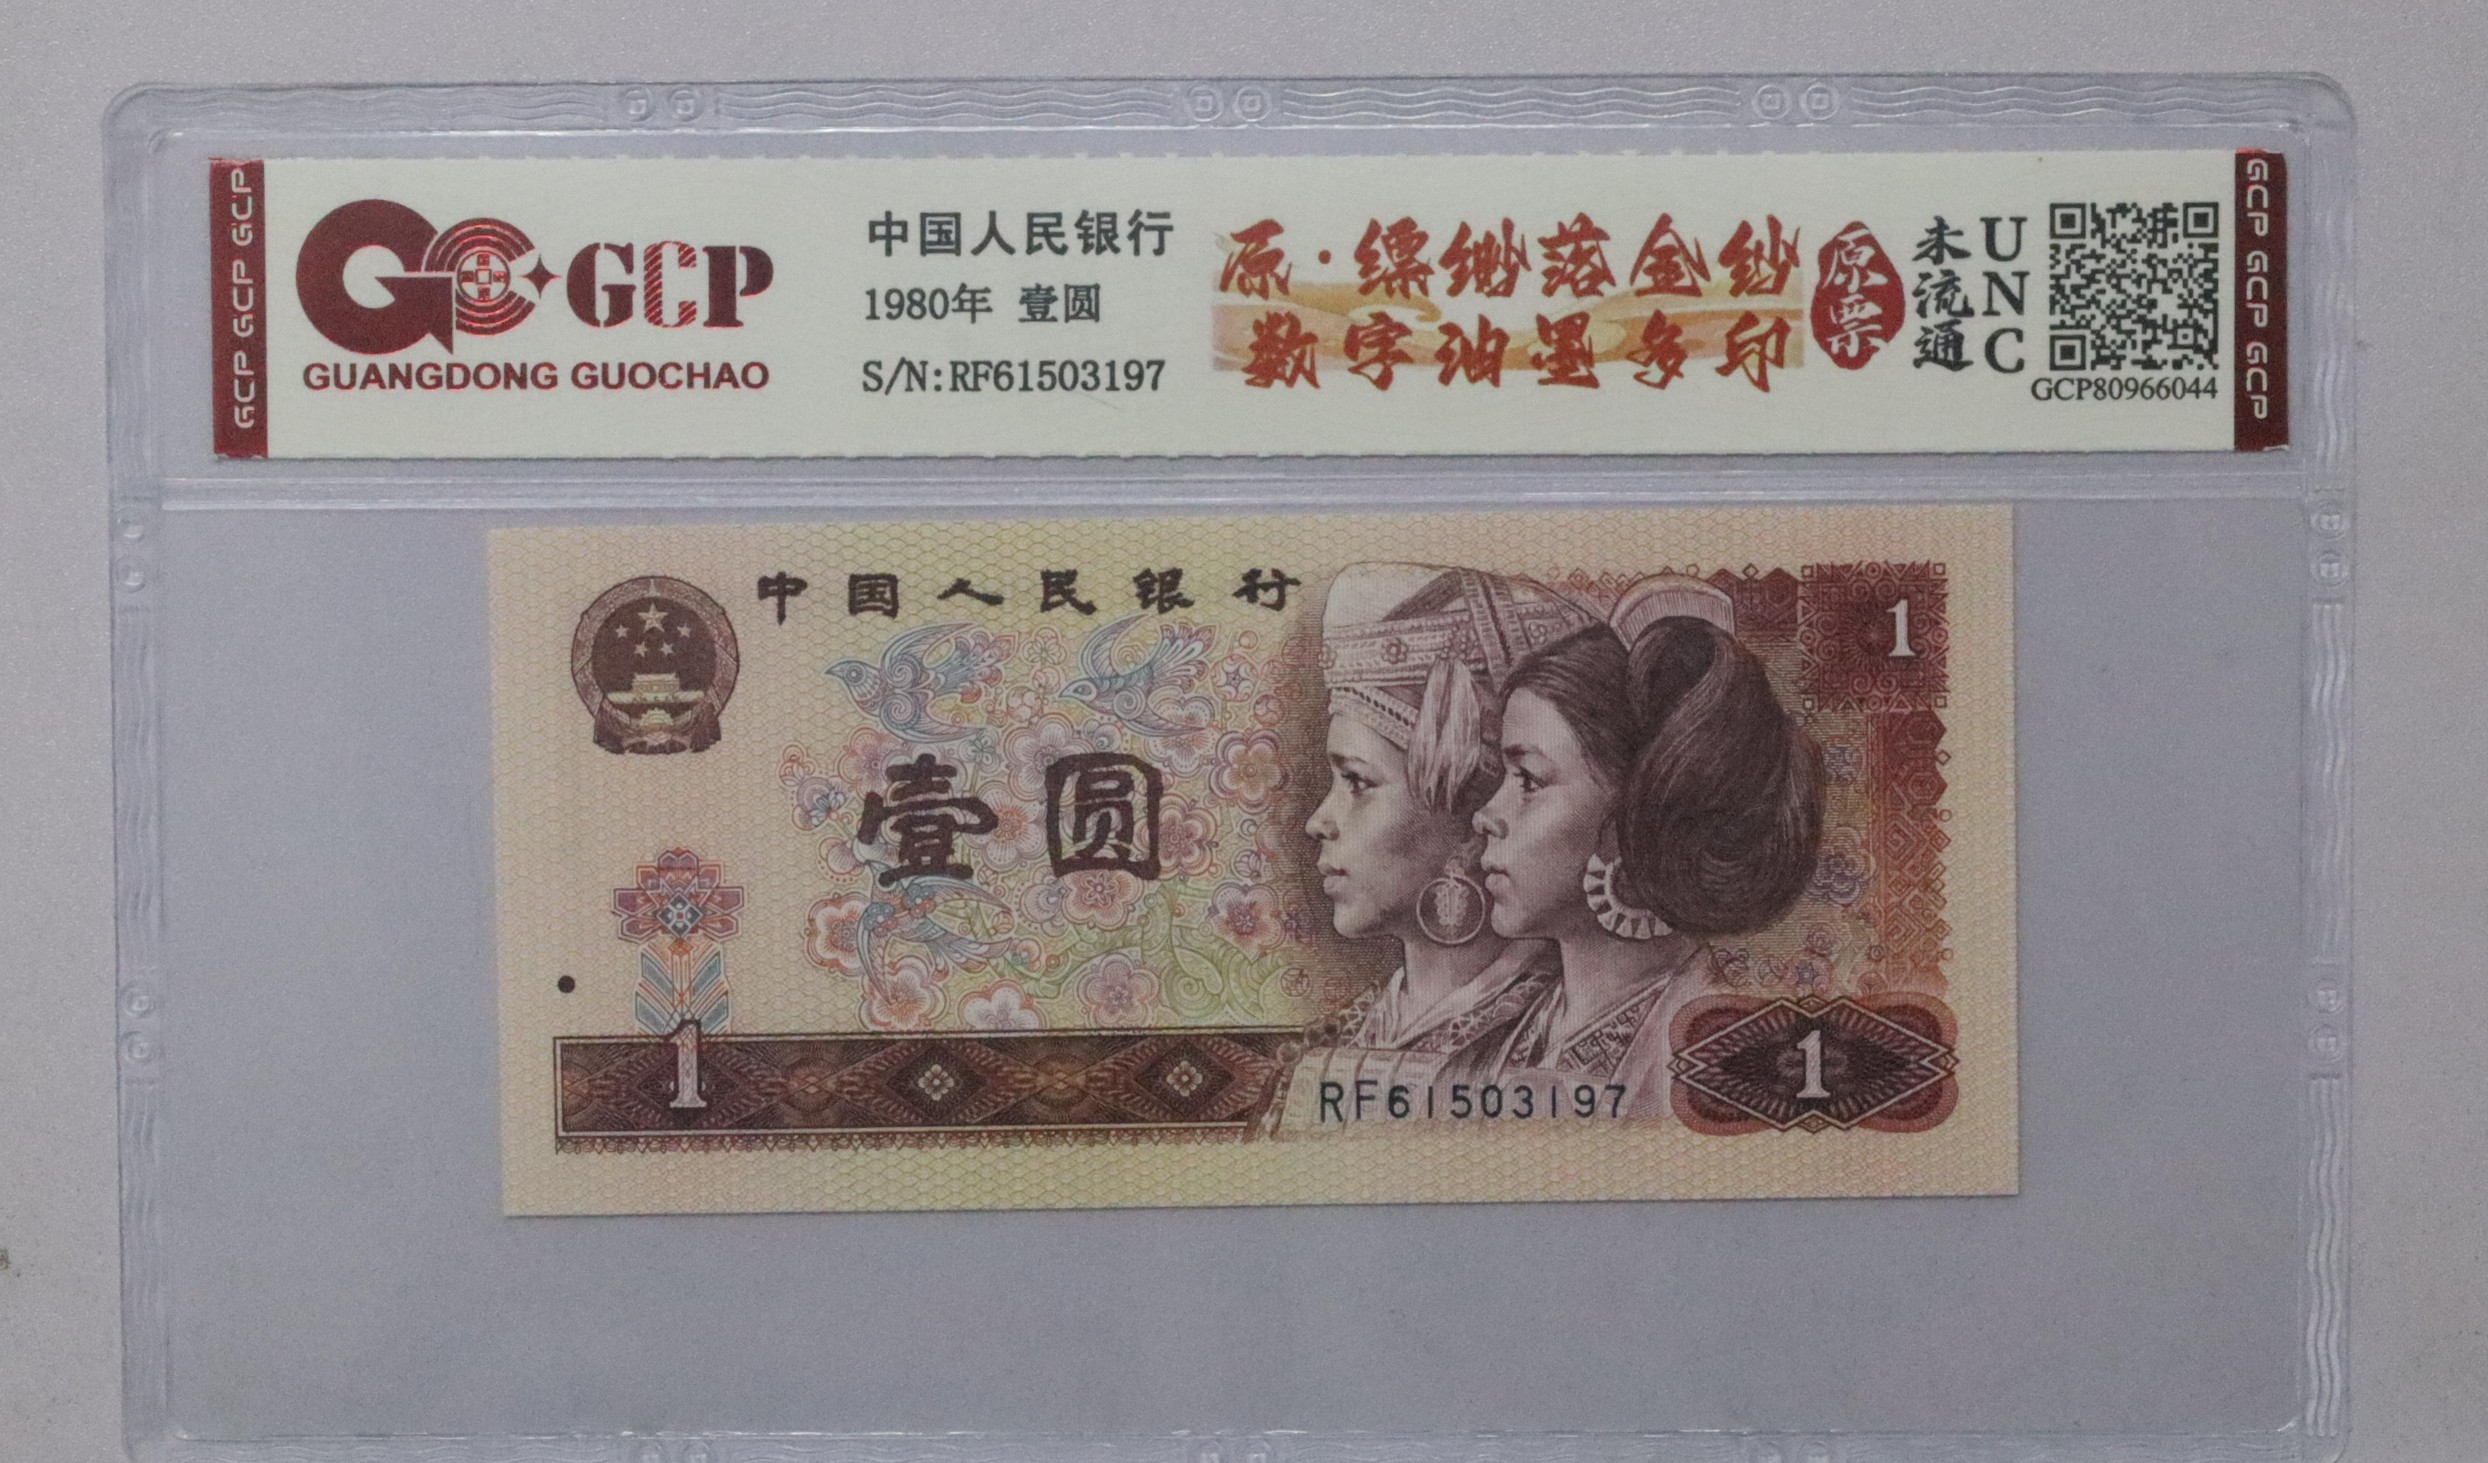 GCP GCP GCP
GCP
GUANGDONG GUOCHAO
中国人民银行
1980年 壹圆
S/N:RF61503197
原·缥缈落金纱
数字油墨多印
原票
未流通
UNC
GCP80966044
GCP GCP GCP
中国人民银行
1
壹圆
1
RF61503197
1